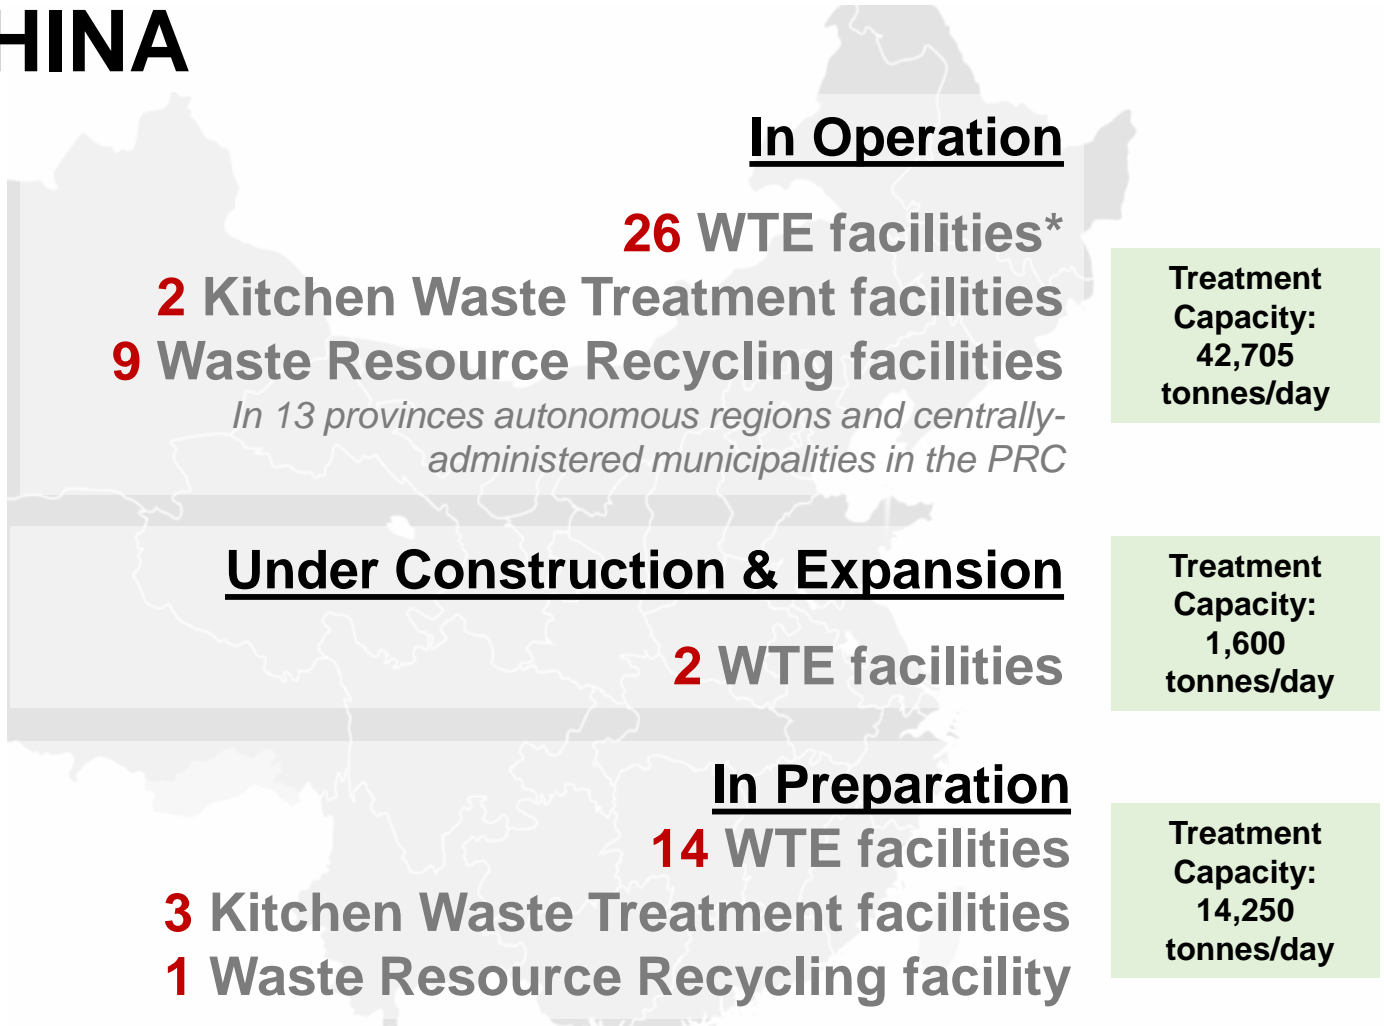 HINA
In Operation
26 WTE facilities*
2 Kitchen Waste Treatment facilities
9 Waste Resource Recycling facilities
In 13 provinces autonomous regions and centrally-
administered municipalities in the PRC
Treatment
Capacity:
42,705
tonnes/day
Under Construction & Expansion
2 WTE facilities
Treatment
Capacity:
1,600
tonnes/day
In Preparation
14 WTE facilities
3 Kitchen Waste Treatment facilities
1 Waste Resource Recycling facility
Treatment
Capacity:
14,250
tonnes/day